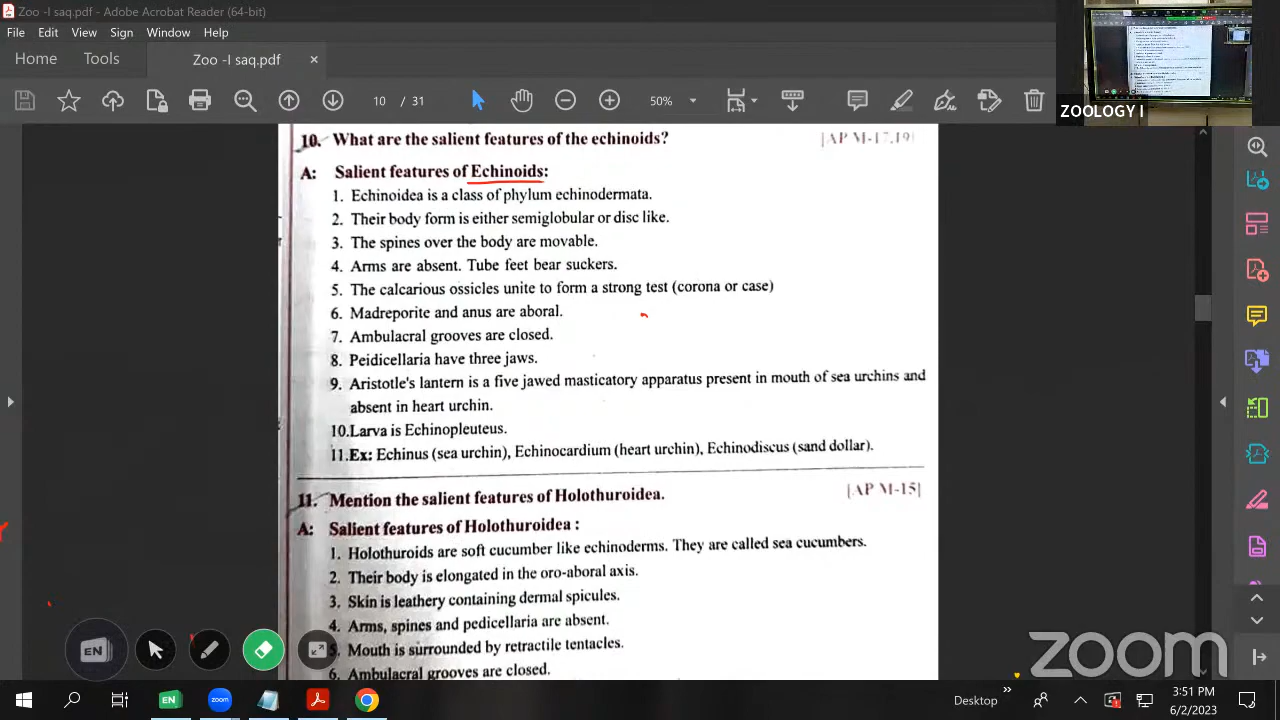 Zoo -I saq.pdf - Adobe Acrobat Reader (64-bit)
Sign
Tools
Zoo -I saq.pdf
×
10
31
50%
ZOOLOGY I
10. What are the salient features of the echinoids? [AP M-17,19]
A: Salient features of Echinoids:
1. Echinoidea is a class of phylum echinodermata.
2. Their body form is either semiglobular or disc like.
3. The spines over the body are movable.
4. Arms are absent. Tube feet bear suckers.
5. The calcarious ossicles unite to form a strong test (corona or case)
6. Madreporite and anus are aboral.
7. Ambulacral grooves are closed.
8. Peidicellaria have three jaws.
9. Aristotle's lantern is a five jawed masticatory apparatus present in mouth of sea urchins and
absent in heart urchin.
10.Larva is Echinopleuteus.
11.Ex: Echinus (sea urchin), Echinocardium (heart urchin), Echinodiscus (sand dollar).
11. Mention the salient features of Holothuroidea. [AP M-15]
A: Salient features of Holothuroidea :
1. Holothuroids are soft cucumber like echinoderms. They are called sea cucumbers.
2. Their body is elongated in the oro-aboral axis.
3. Skin is leathery containing dermal spicules.
4. Arms, spines and pedicellaria are absent.
5. Mouth is surrounded by retractile tentacles.
6. Ambulacral grooves are closed.
EN
zoom
EN
zoom
Desktop
3:51 PM
6/2/2023